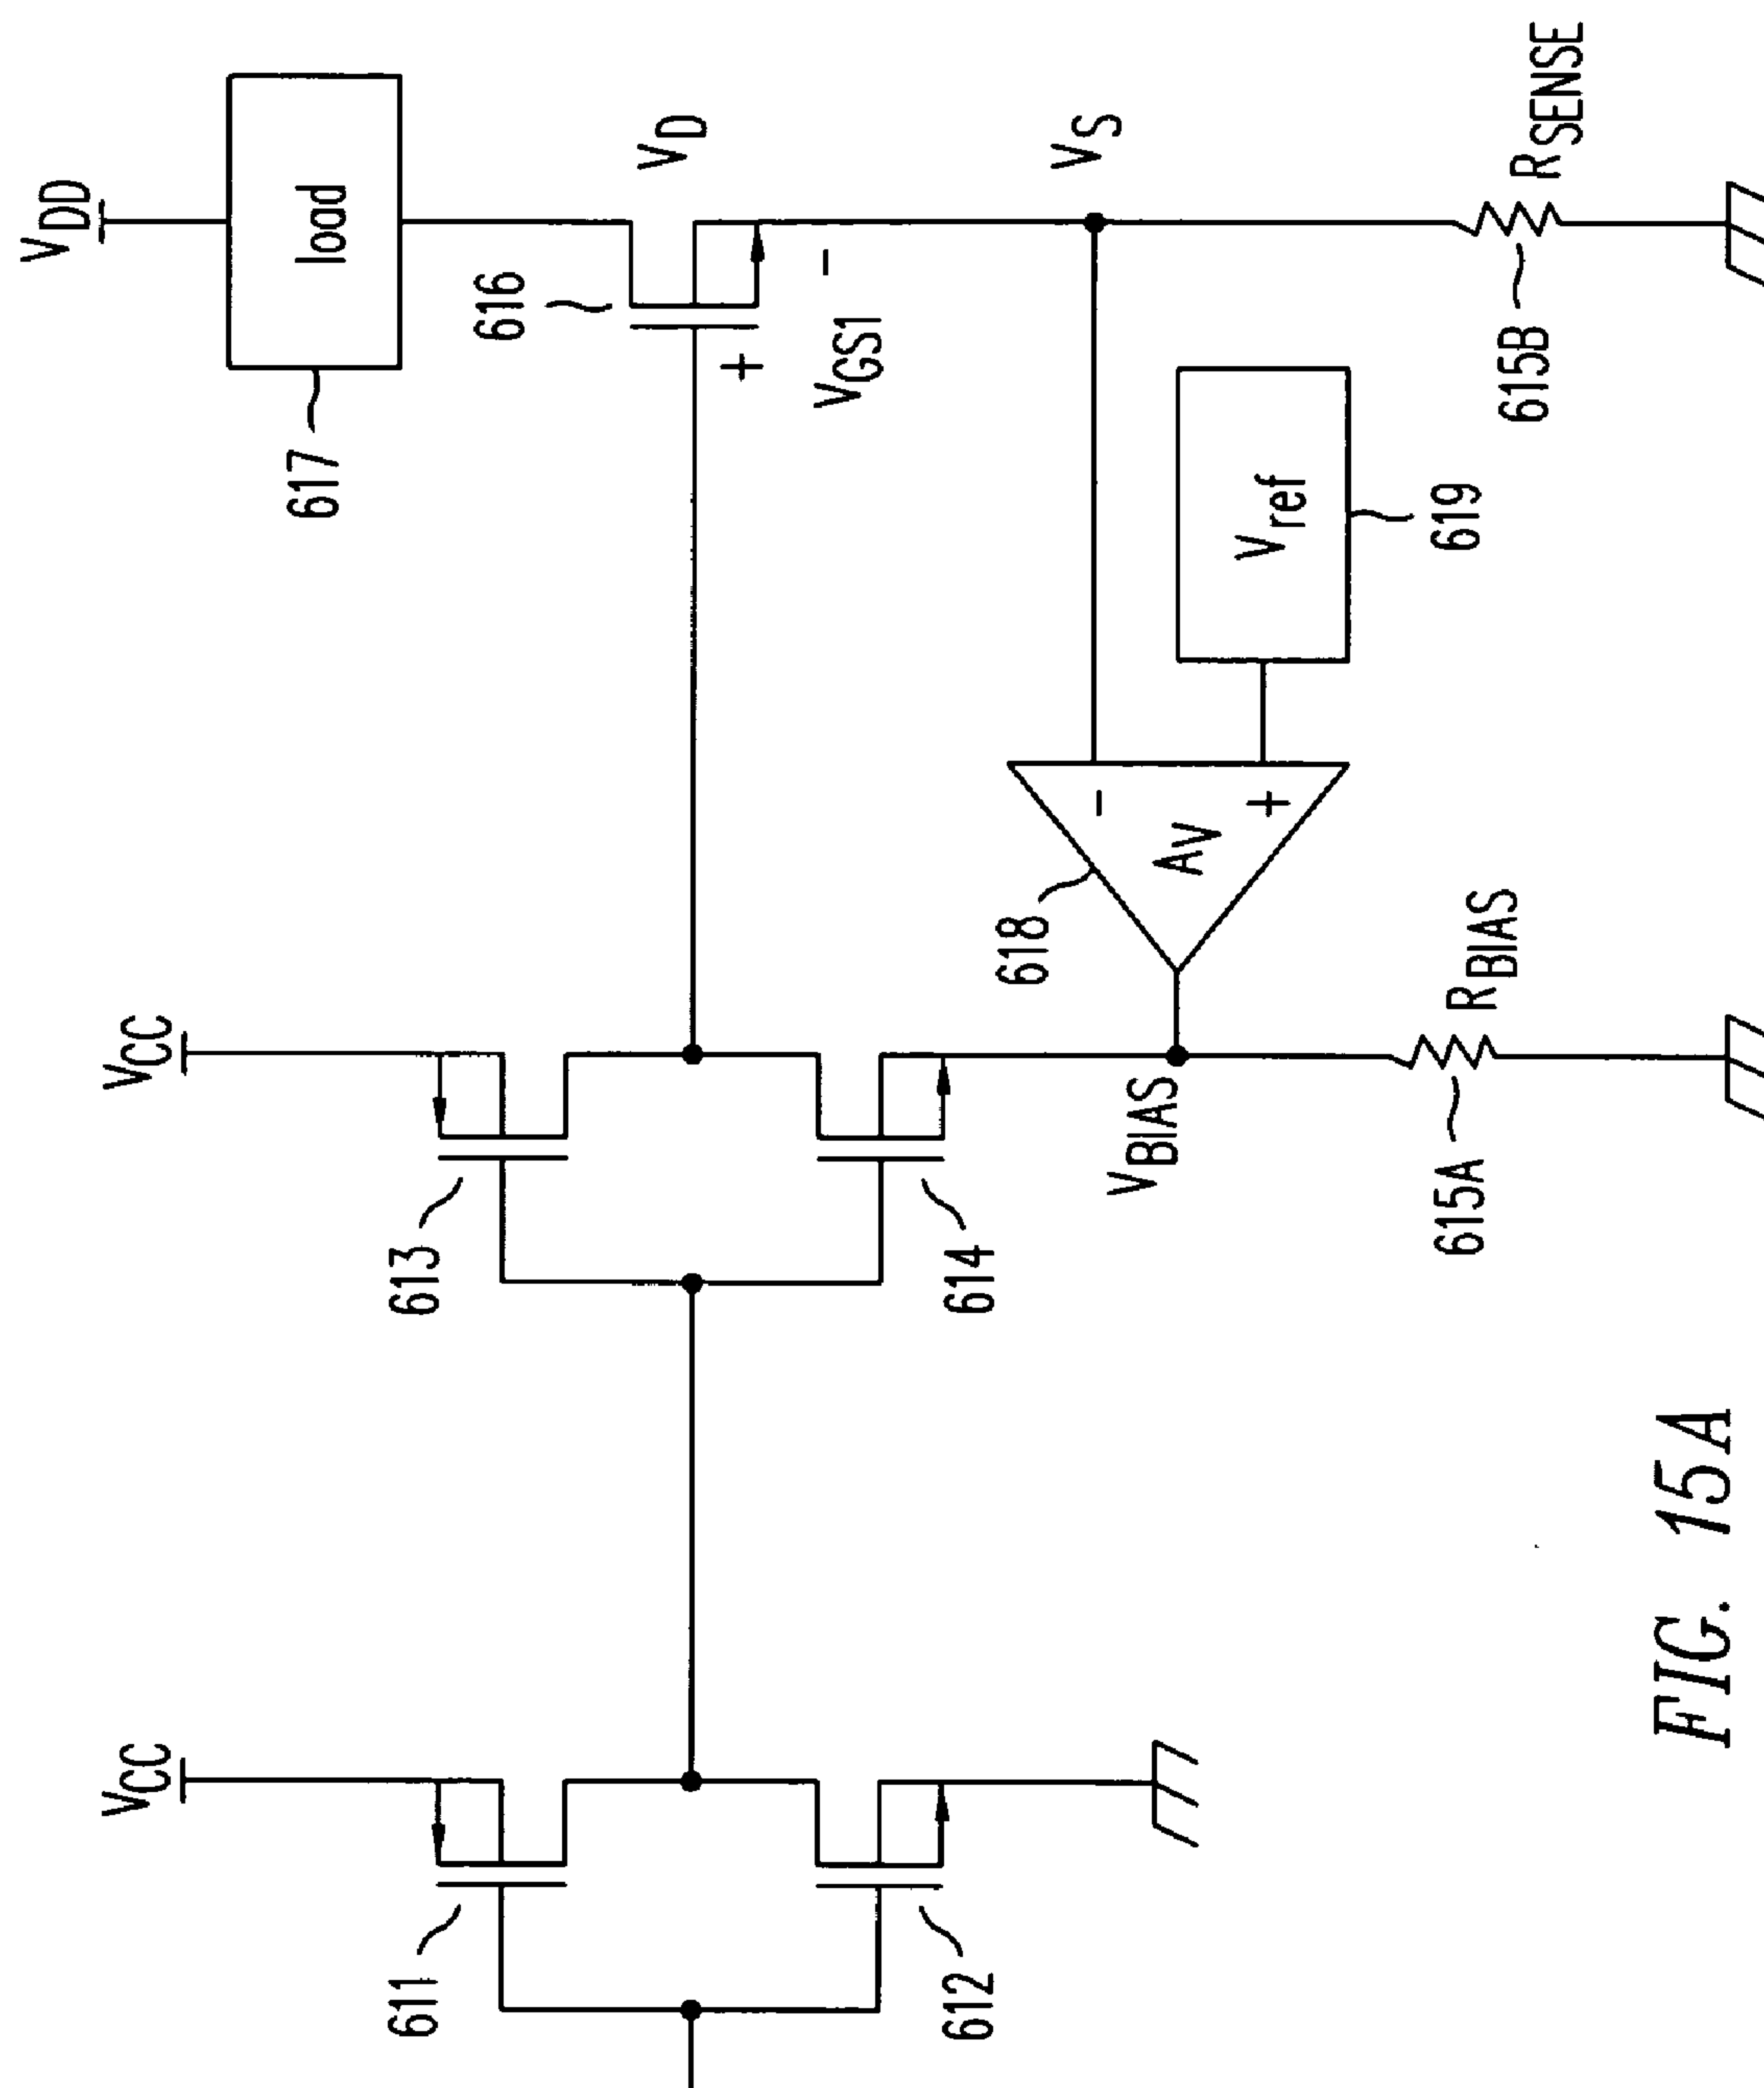 V_DD
load
617
616
V_D
+
V_GS1
-
V_S
V_ref
619
-
A_V
+
618
R_SENSE
615B
V_CC
613
614
V_BIAS
R_BIAS
615A
V_CC
611
612
FIG. 15A